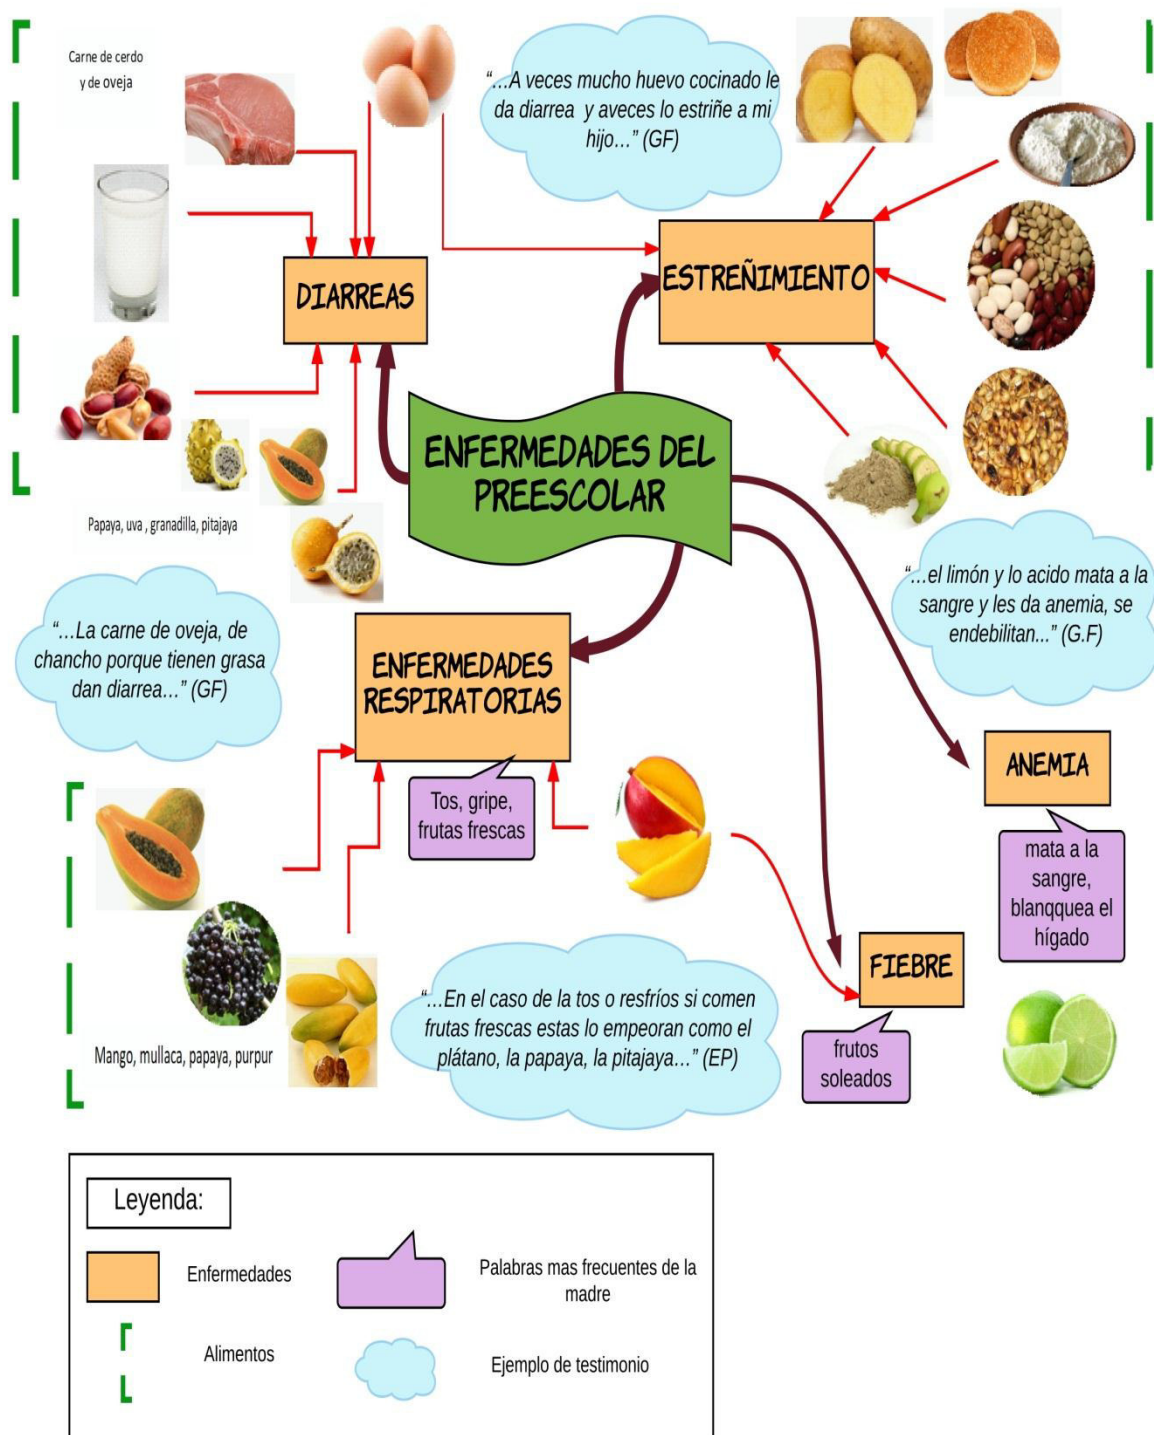 Carne de cerdo
y de oveja
“…A veces mucho huevo cocinado le
da diarrea y aveces lo estriñe a mi
hijo…” (GF)
DIARREAS
ESTREÑIMIENTO
ENFERMEDADES DEL
PREESCOLAR
Papaya, uva , granadilla, pitajaya
“…La carne de oveja, de
chancho porque tienen grasa
dan diarrea…” (GF)
“…el limón y lo acido mata a la
sangre y les da anemia, se
endebilitan...” (G.F)
ENFERMEDADES
RESPIRATORIAS
Tos, gripe,
frutas frescas
ANEMIA
mata a la
sangre,
blanqquea el
hígado
FIEBRE
frutos
soleados
Mango, mullaca, papaya, purpur
“…En el caso de la tos o resfríos si comen
frutas frescas estas lo empeoran como el
plátano, la papaya, la pitajaya…” (EP)
Leyenda:
Enfermedades
Palabras mas frecuentes de la
madre
Alimentos
Ejemplo de testimonio